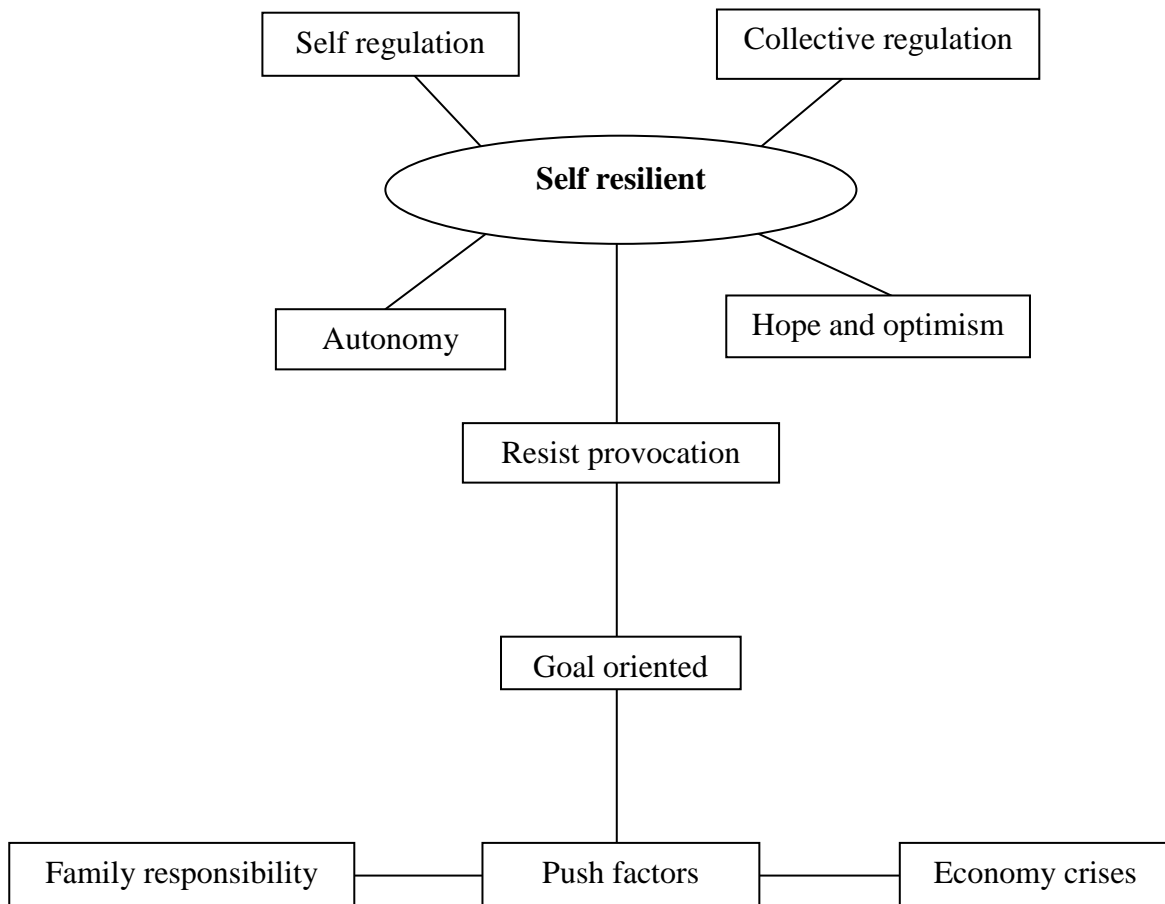 Self regulation
Collective regulation
Self resilient
Autonomy
Hope and optimism
Resist provocation
Goal oriented
Family responsibility
Push factors
Economy crises